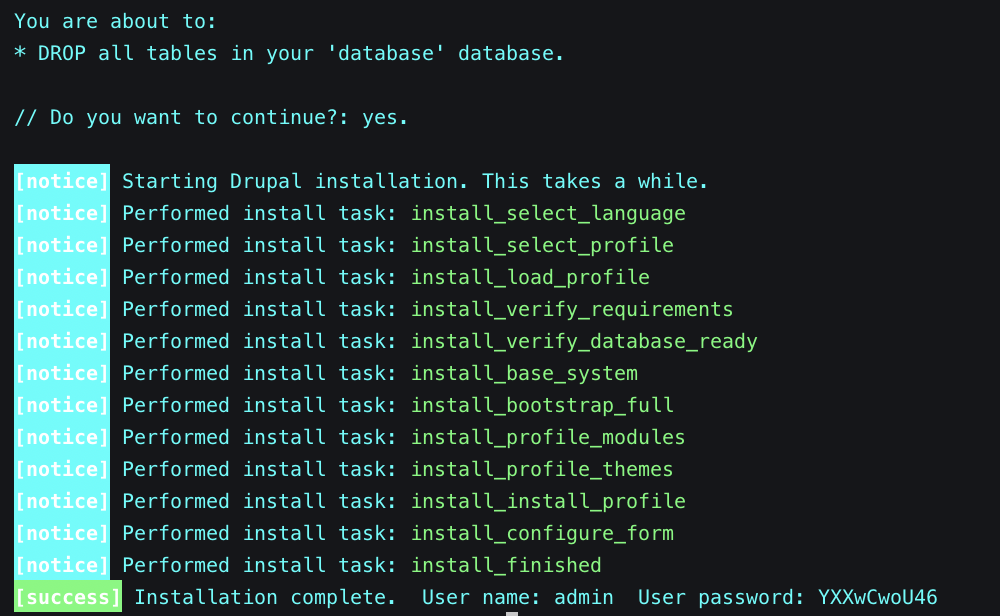 You are about to:
* DROP all tables in your 'database' database.
// Do you want to continue?: yes.
[notice] Starting Drupal installation. This takes a while.
[notice] Performed install task: install_select_language
[notice] Performed install task: install_select_profile
[notice] Performed install task: install_load_profile
[notice] Performed install task: install_verify_requirements
[notice] Performed install task: install_verify_database_ready
[notice] Performed install task: install_base_system
[notice] Performed install task: install_bootstrap_full
[notice] Performed install task: install_profile_modules
[notice] Performed install task: install_profile_themes
[notice] Performed install task: install_install_profile
[notice] Performed install task: install_configure_form
[notice] Performed install task: install_finished
[success] Installation complete.  User name: admin  User password: YXXwCwoU46